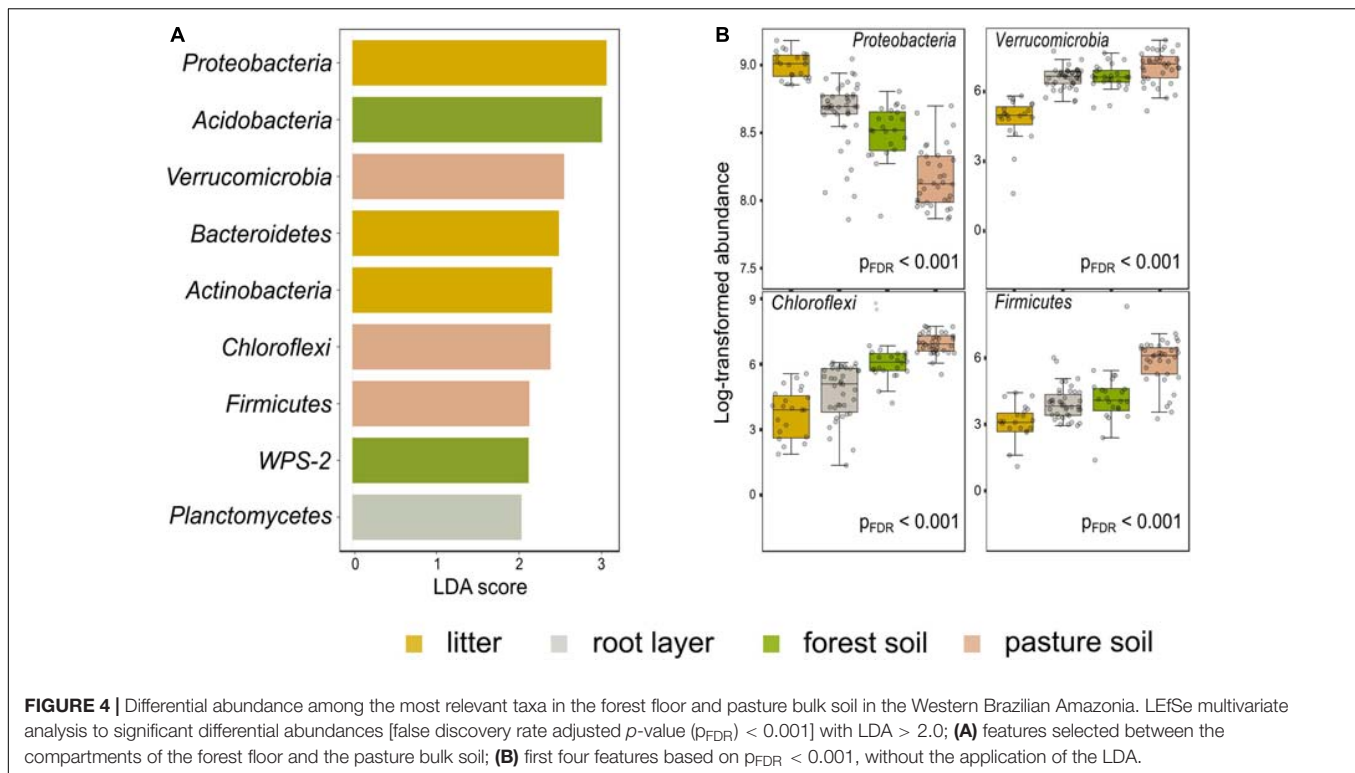 A
Proteobacteria
Acidobacteria
Verrucomicrobia
Bacteroidetes
Actinobacteria
Chloroflexi
Firmicutes
WPS-2
Planctomycetes
0 1 2 3
LDA score
B
Log-transformed abundance
Proteobacteria
9.0
8.5
8.0
7.5
pFDR < 0.001
Verrucomicrobia
6
3
0
pFDR < 0.001
Chloroflexi
9
6
3
0
pFDR < 0.001
Firmicutes
6
3
0
pFDR < 0.001
litter root layer forest soil pasture soil
FIGURE 4 | Differential abundance among the most relevant taxa in the forest floor and pasture bulk soil in the Western Brazilian Amazonia. LEfSe multivariate
analysis to significant differential abundances [false discovery rate adjusted p-value (pFDR) < 0.001] with LDA > 2.0; (A) features selected between the
compartments of the forest floor and the pasture bulk soil; (B) first four features based on pFDR < 0.001, without the application of the LDA.